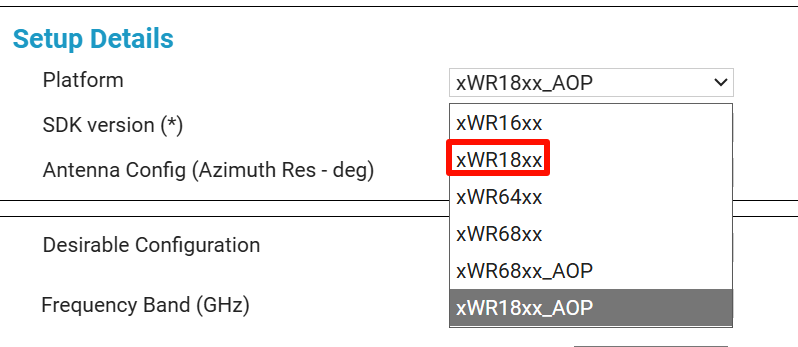 Setup Details
Platform
xWR18xx_AOP
SDK version (*)
xWR16xx
xWR18xx
Antenna Config (Azimuth Res - deg)
xWR64xx
xWR68xx
Desirable Configuration
xWR68xx_AOP
Frequency Band (GHz)
xWR18xx_AOP